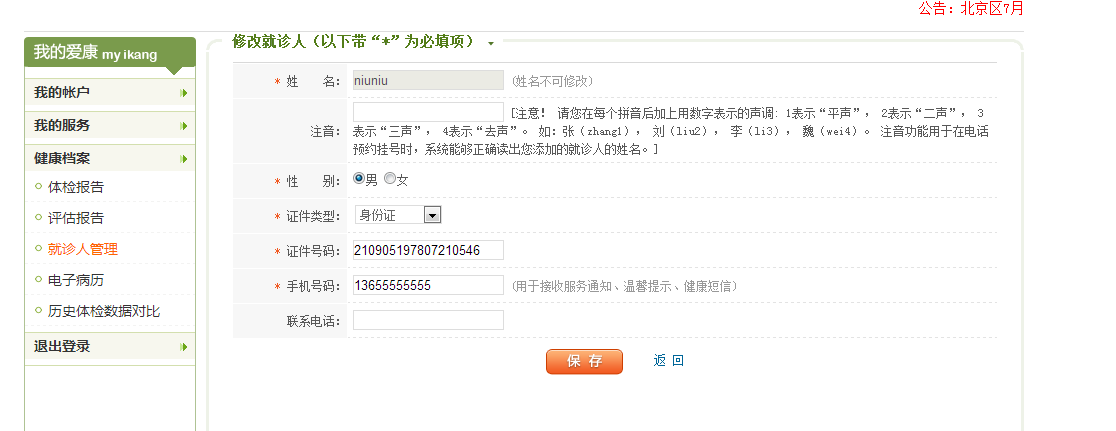 公告：北京区7月
我的爱康 my ikang
我的帐户
我的服务
健康档案
体检报告
评估报告
就诊人管理
电子病历
历史体检数据对比
退出登录
修改就诊人（以下带“*”为必填项）
* 姓 名： niuniu (姓名不可修改)
注音： [注意! 请您在每个拼音后加上用数字表示的声调: 1表示“平声”, 2表示“二声”, 3
表示“三声”, 4表示“去声”。 如：张（zhang1）, 刘（liu2）, 李（li3）, 魏（wei4）。 注音功能用于在电话
预约挂号时，系统能够正确读出您添加的就诊人的姓名。]
* 性 别： 男 女
* 证件类型： 身份证
* 证件号码： 210905197807210546
* 手机号码： 13655555555 (用于接收服务通知、温馨提示、健康短信)
联系电话：
保 存 返 回